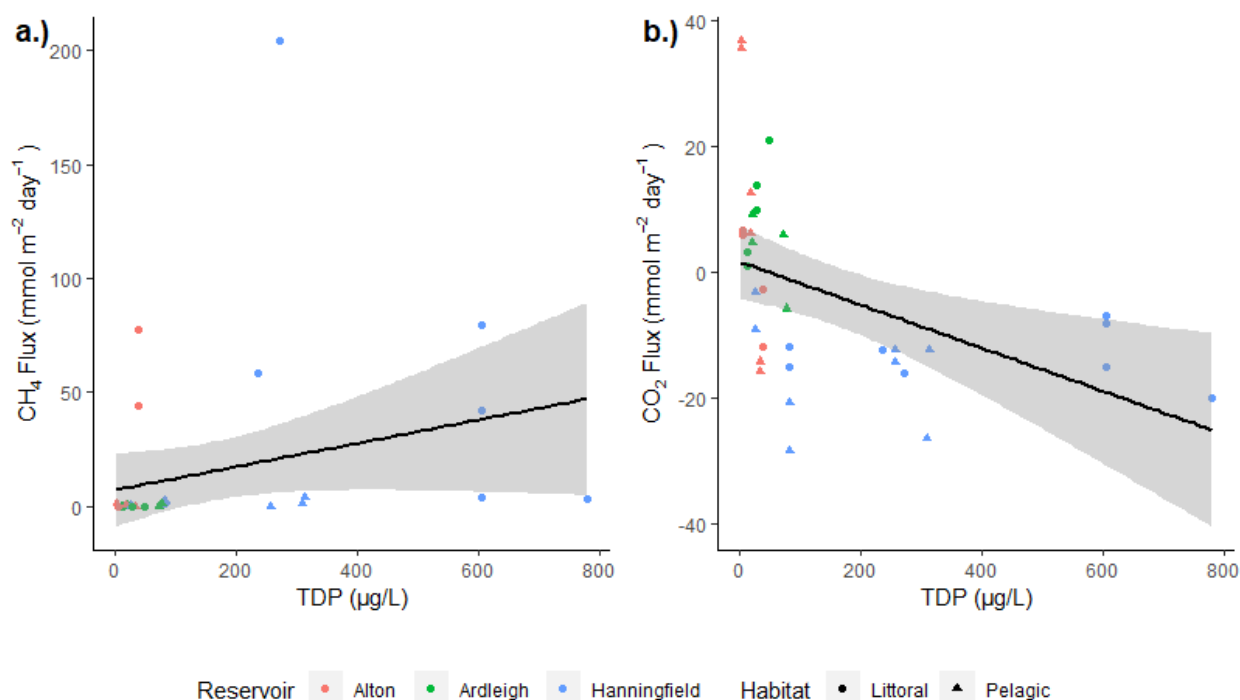 a.)
CH₄ Flux (mmol m⁻² day⁻¹)
200
150
100
50
0
0 200 400 600 800
TDP (µg/L)
b.)
CO₂ Flux (mmol m⁻² day⁻¹)
40
20
0
-20
-40
0 200 400 600 800
TDP (µg/L)
Reservoir Alton Ardleigh Hanningfield Habitat Littoral Pelagic